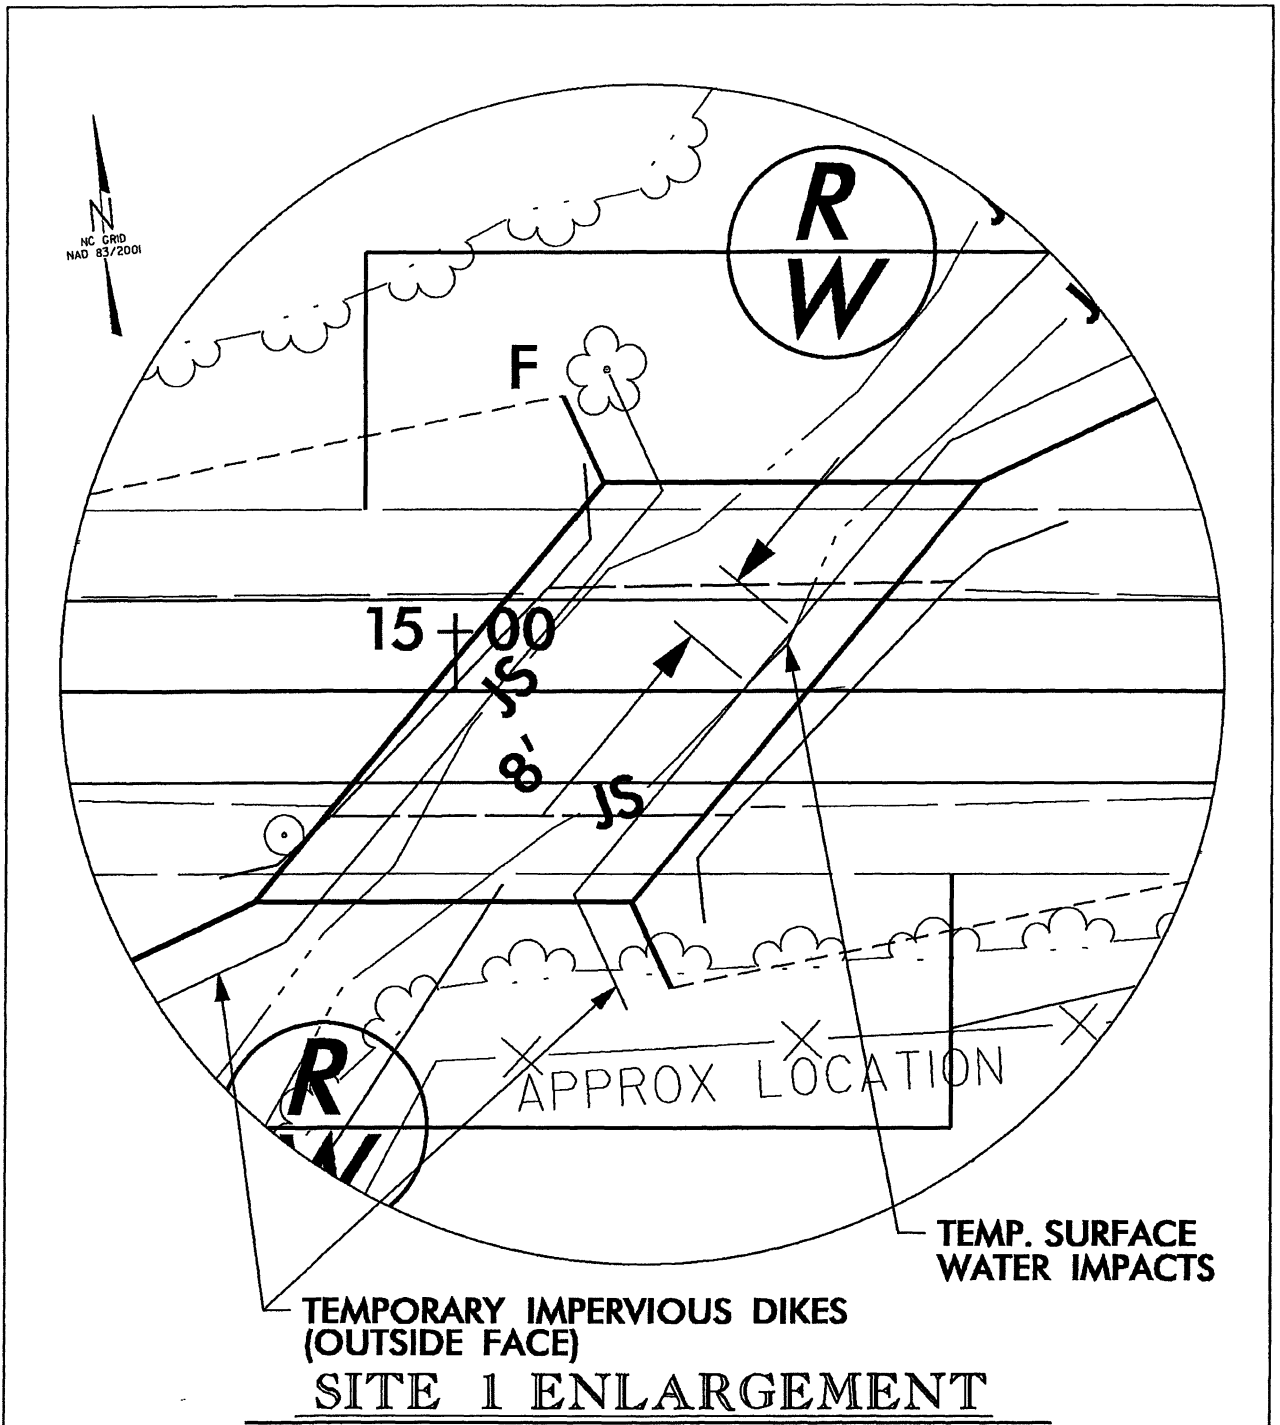 R
W
J
J
N
NC GRID
NAD 83/2001
F
15 + 00
JS
8'
JS
APPROX LOCATION
R
W
TEMP. SURFACE
WATER IMPACTS
TEMPORARY IMPERVIOUS DIKES
(OUTSIDE FACE)
SITE 1 ENLARGEMENT